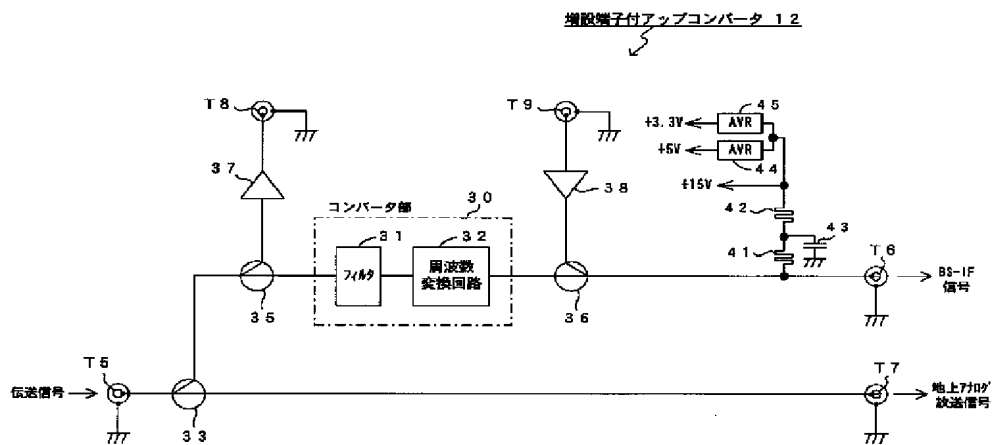 増設端子付アップコンバータ 12
T8
T9
45
+3.3V
AVR
+5V
AVR
44
37
38
+15V
コンバータ部
30
42
43
31
32
41
T6
フィルタ
周波数
変換回路
BS-IF
信号
35
36
T5
T7
伝送信号
地上アナログ
放送信号
33